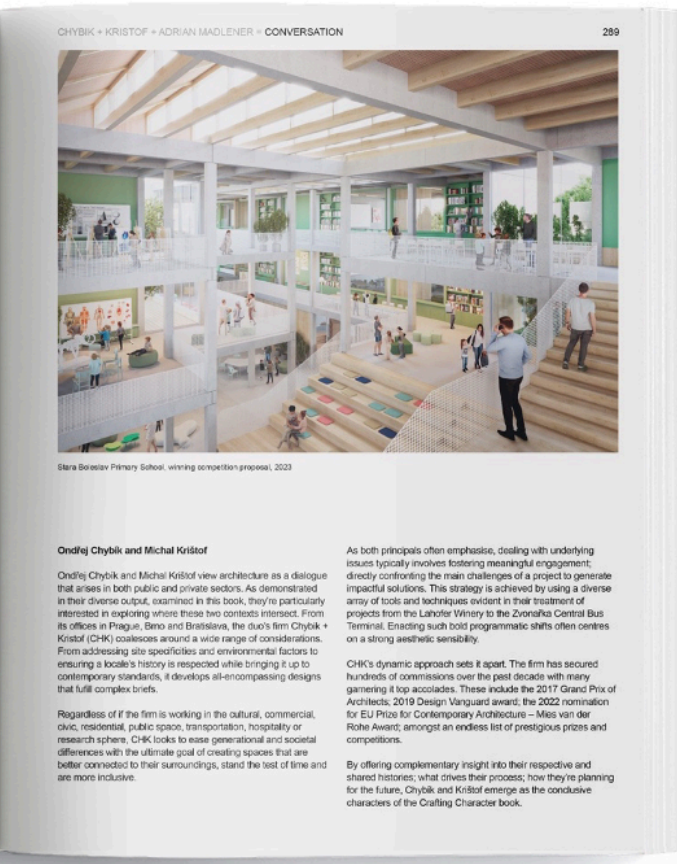 CHYBIK + KRISTOF + ADRIAN MADLENER = CONVERSATION
289
Stara Boleslav Primary School, winning competition proposal, 2023
Ondřej Chybík and Michal Krištof
Ondřej Chybík and Michal Krištof view architecture as a dialogue
that arises in both public and private sectors. As demonstrated
in their diverse output, examined in this book, they're particularly
interested in exploring where these two contexts intersect. From
its offices in Prague, Brno and Bratislava, the duo's firm Chybik +
Kristof (CHK) coalesces around a wide range of considerations.
From addressing site specificities and environmental factors to
ensuring a locale's history is respected while bringing it up to
contemporary standards, it develops all-encompassing designs
that fulfil complex briefs.
Regardless of if the firm is working in the cultural, commercial,
civic, residential, public space, transportation, hospitality or
research sphere, CHK looks to ease generational and societal
differences with the ultimate goal of creating spaces that are
better connected to their surroundings, stand the test of time and
are more inclusive.
As both principals often emphasise, dealing with underlying
issues typically involves fostering meaningful engagement;
directly confronting the main challenges of a project to generate
impactful solutions. This strategy is achieved by using a diverse
array of tools and techniques evident in their treatment of
projects from the Lahofer Winery to the Zvonařka Central Bus
Terminal. Enacting such bold programmatic shifts often centres
on a strong aesthetic sensibility.
CHK's dynamic approach sets it apart. The firm has secured
hundreds of commissions over the past decade with many
garnering it top accolades. These include the 2017 Grand Prix of
Architects; 2019 Design Vanguard award; the 2022 nomination
for EU Prize for Contemporary Architecture – Mies van der
Rohe Award; amongst an endless list of prestigious prizes and
competitions.
By offering complementary insight into their respective and
shared histories; what drives their process; how they're planning
for the future, Chybík and Krištof emerge as the conclusive
characters of the Crafting Character book.